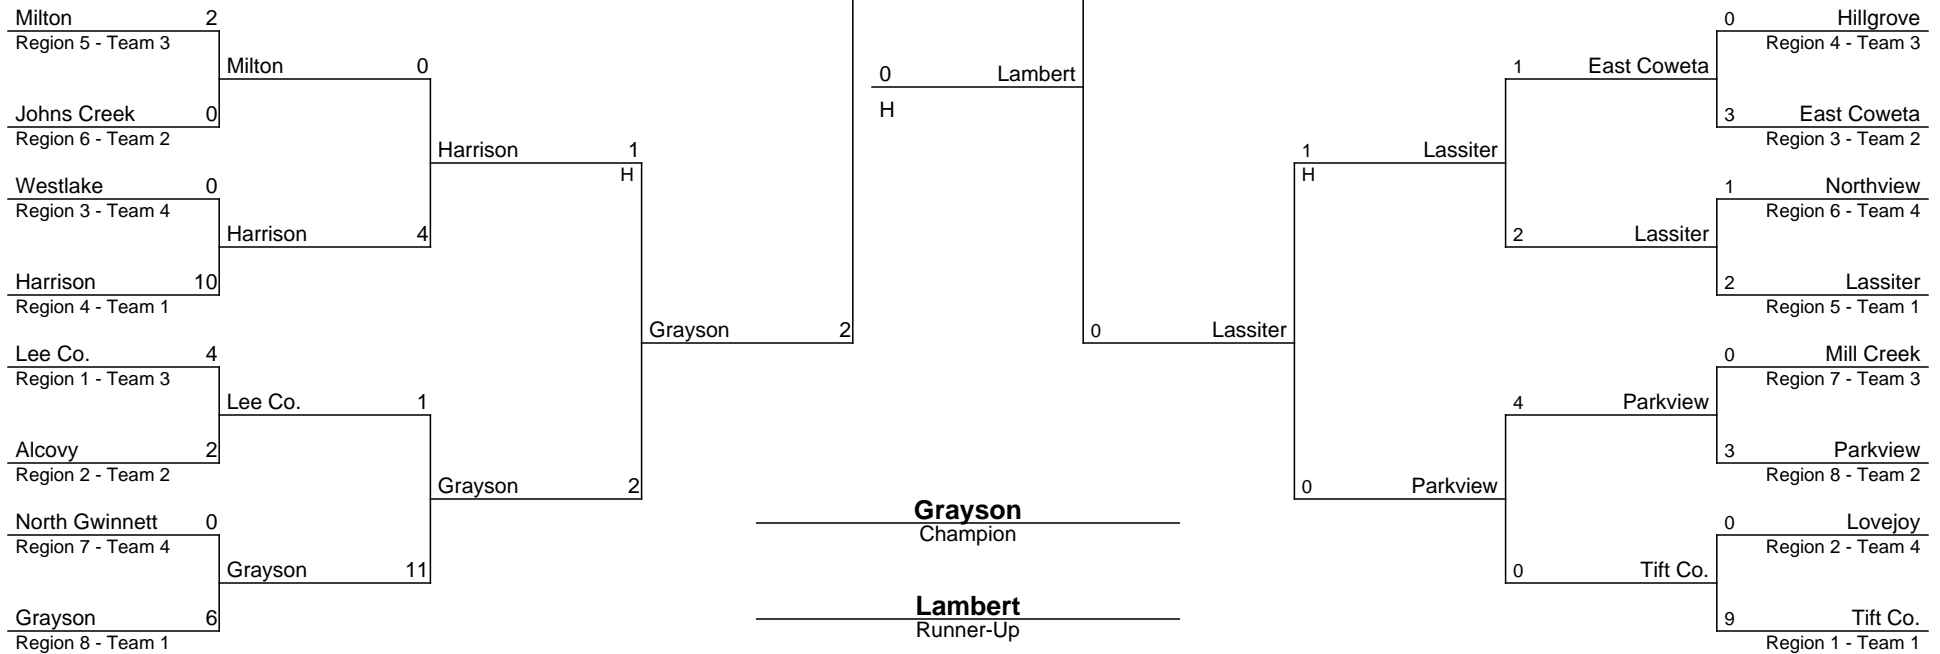 Milton 2
Region 5 - Team 3
Milton 0
Johns Creek 0
Region 6 - Team 2
Harrison 1
H
Westlake 0
Region 3 - Team 4
Harrison 4
Harrison 10
Region 4 - Team 1
Grayson 2
Lee Co. 4
Region 1 - Team 3
Lee Co. 1
Alcovy 2
Region 2 - Team 2
Grayson 2
North Gwinnett 0
Region 7 - Team 4
Grayson 11
Grayson 6
Region 8 - Team 1
0 Lambert
H
Grayson
Champion
Lambert
Runner-Up
0 Hillgrove
Region 4 - Team 3
1 East Coweta
3 East Coweta
Region 3 - Team 2
1 Lassiter
H
1 Northview
Region 6 - Team 4
2 Lassiter
2 Lassiter
Region 5 - Team 1
0 Lassiter
0 Mill Creek
Region 7 - Team 3
4 Parkview
3 Parkview
Region 8 - Team 2
0 Parkview
0 Lovejoy
Region 2 - Team 4
0 Tift Co.
9 Tift Co.
Region 1 - Team 1